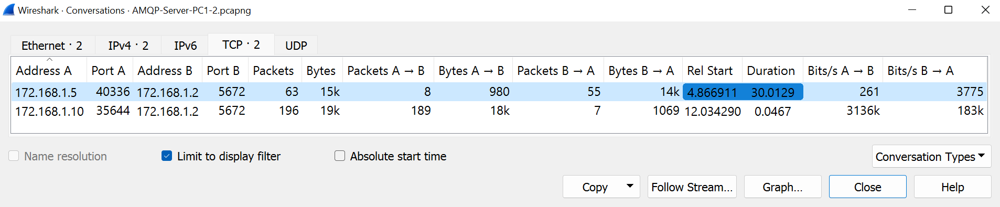 Wireshark · Conversations · AMQP-Server-PC1-2.pcapng
Ethernet · 2 IPv4 · 2 IPv6 TCP · 2 UDP
Address A Port A Address B Port B Packets Bytes Packets A → B Bytes A → B Packets B → A Bytes B → A Rel Start Duration Bits/s A → B Bits/s B → A
172.168.1.5 40336 172.168.1.2 5672 63 15k 8 980 55 14k 4.866911 30.0129 261 3775
172.168.1.10 35644 172.168.1.2 5672 196 19k 189 18k 7 1069 12.034290 0.0467 3136k 183k
Name resolution Limit to display filter Absolute start time Conversation Types
Copy Follow Stream... Graph... Close Help